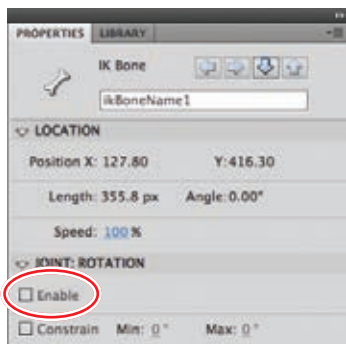 PROPERTIES LIBRARY
IK Bone
ikBoneName1
LOCATION
Position X: 127.80 Y: 416.30
Length: 355.8 px Angle: 0.00°
Speed: 100 %
JOINT: ROTATION
Enable
Constrain Min: 0° Max: 0°